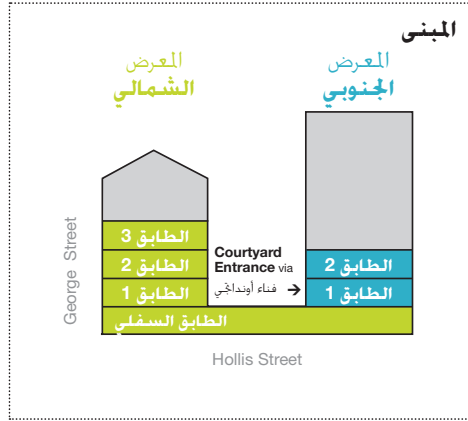 المبنى
المعرض
الجنوبي
المعرض
الشمالي
الطابق 3
الطابق 2
الطابق 1
الطابق 2
الطابق 1
Courtyard
Entrance via
فناء أونداجّي →
الطابق السفلي
George Street
Hollis Street